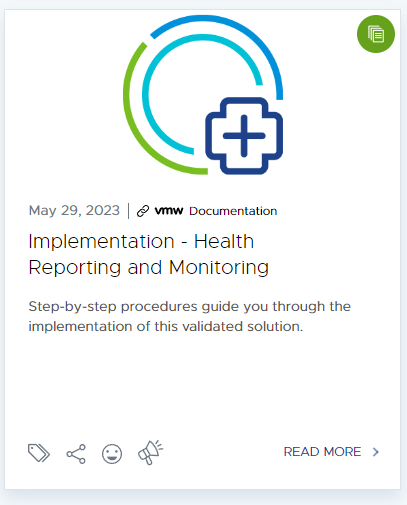 May 29, 2023 | vmw Documentation
Implementation - Health
Reporting and Monitoring
Step-by-step procedures guide you through the
implementation of this validated solution.
READ MORE >